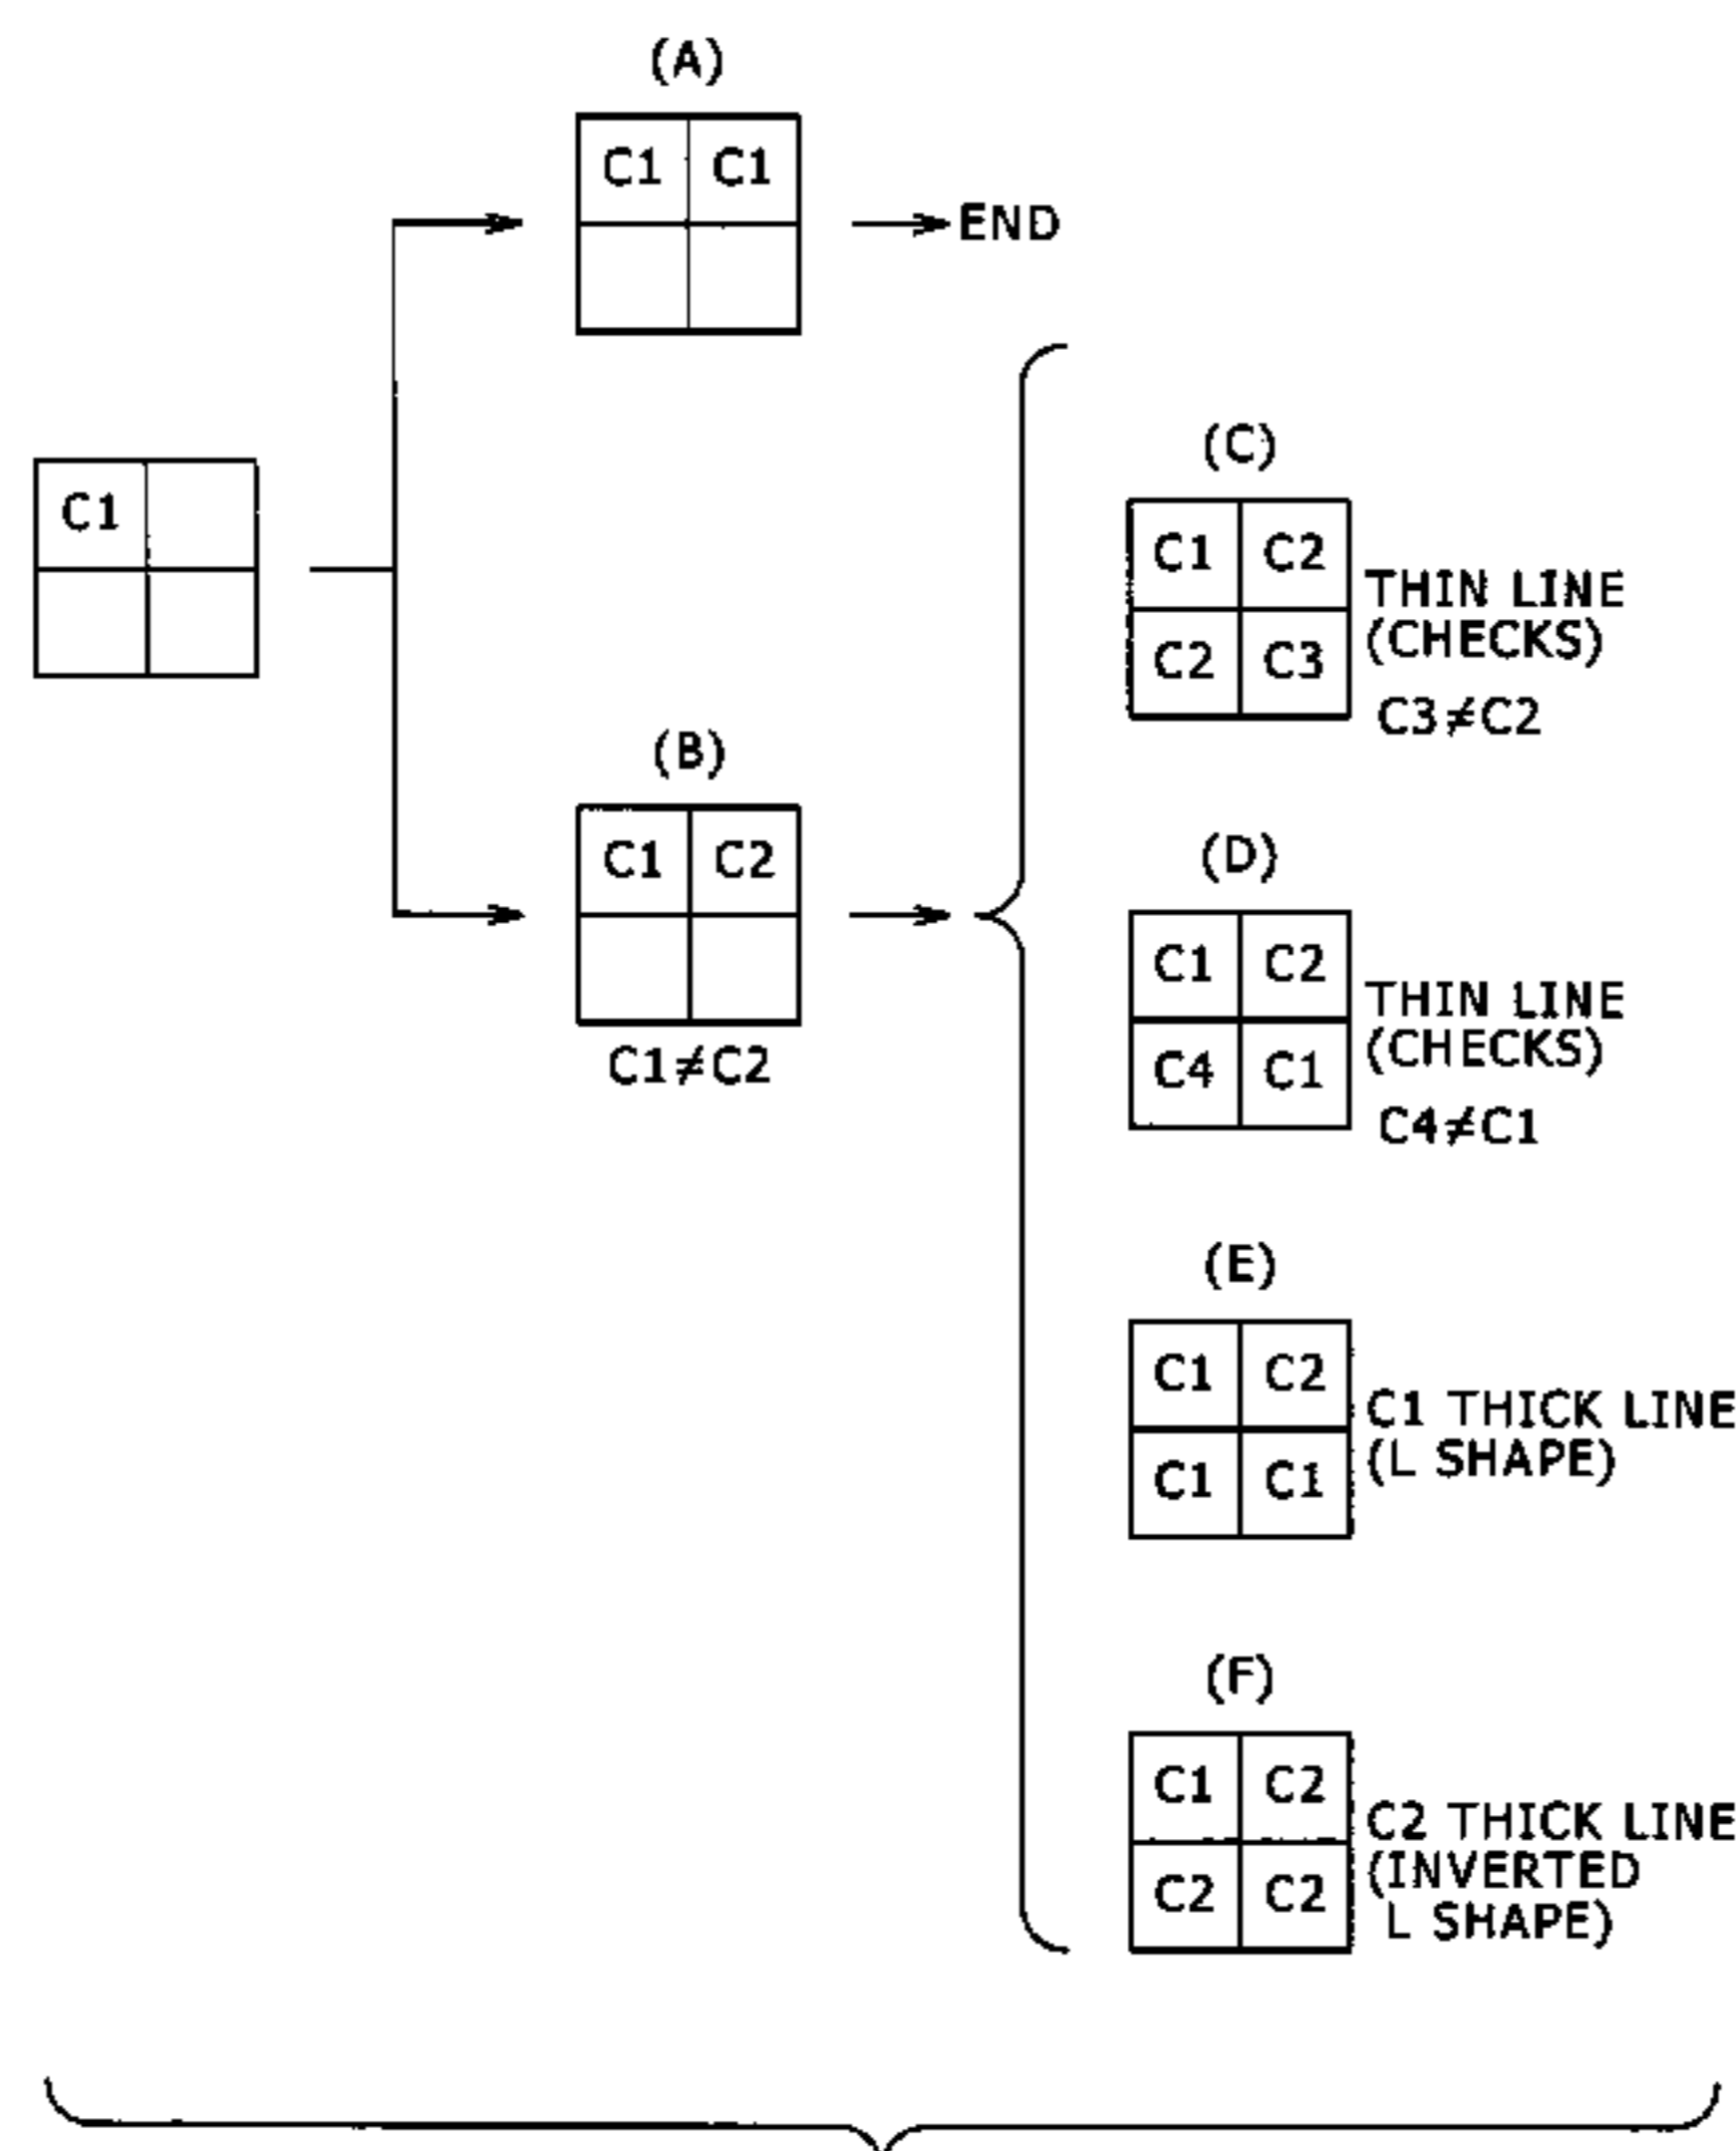 (A)
C1 C1
END
C1
(B)
C1 C2
C1≠C2
(C)
C1 C2
C2 C3
THIN LINE
(CHECKS)
C3≠C2
(D)
C1 C2
C4 C1
THIN LINE
(CHECKS)
C4≠C1
(E)
C1 C2
C1 C1
C1 THICK LINE
(L SHAPE)
(F)
C1 C2
C2 C2
C2 THICK LINE
(INVERTED
L SHAPE)